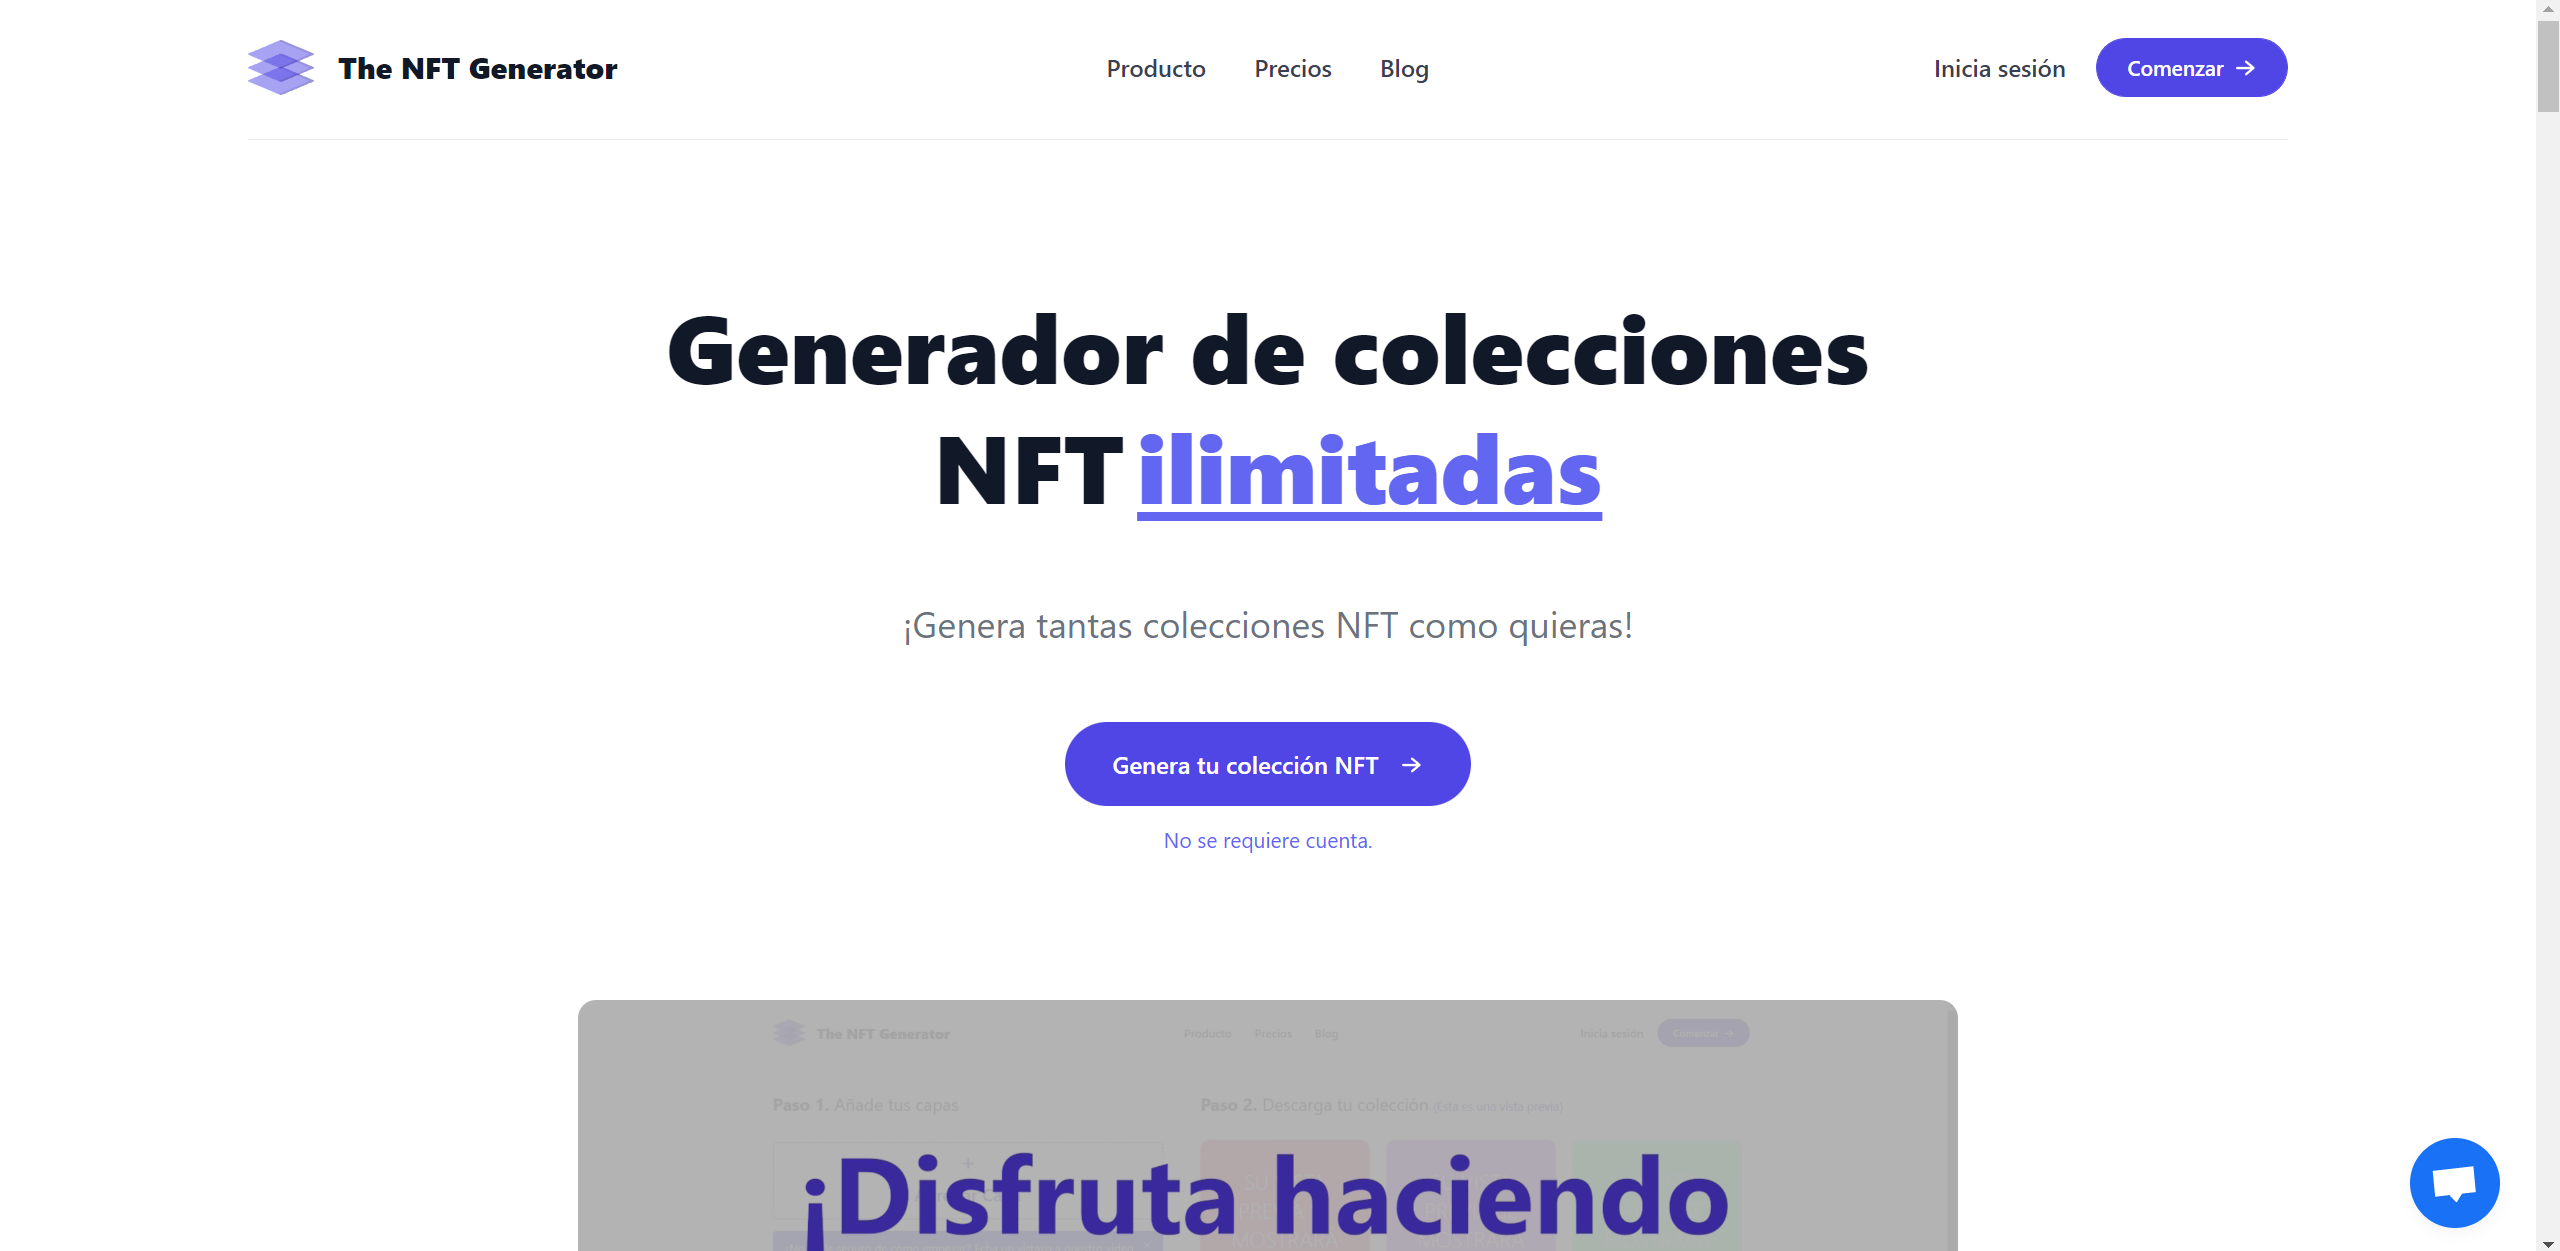 The NFT Generator
Producto
Precios
Blog
Inicia sesión
Comenzar
Generador de colecciones
NFT ilimitadas
¡Genera tantas colecciones NFT como quieras!
Genera tu colección NFT
No se requiere cuenta.
The NFT Generator
Producto
Precios
Blog
Inicia sesión
Comenzar
Paso 1. Añade tus capas
Paso 2. Descarga tu colección (Esta es una vista previa)
¡Disfruta haciendo